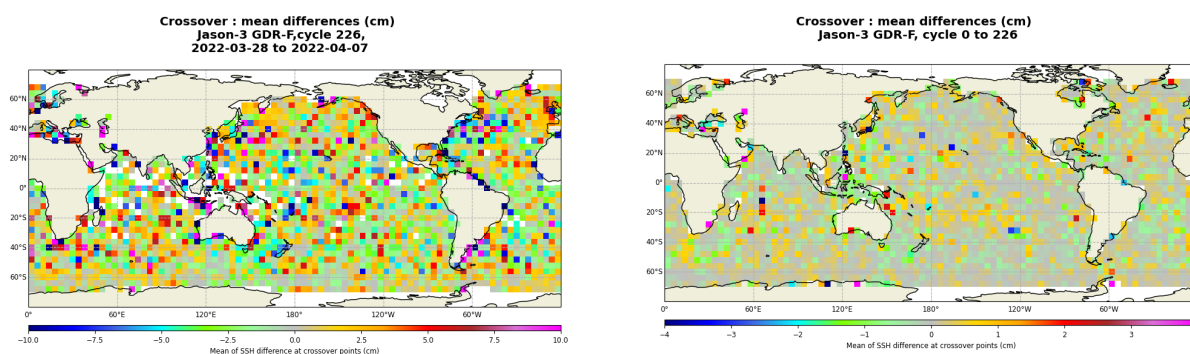 Crossover : mean differences (cm)
Jason-3 GDR-F,cycle 226,
2022-03-28 to 2022-04-07
60°N
40°N
20°N
0°
20°S
40°S
60°S
0°
60°E
120°E
180°
120°W
60°W
0°
−10.0
−7.5
−5.0
−2.5
0.0
2.5
5.0
7.5
10.0
Mean of SSH difference at crossover points (cm)
Crossover : mean differences (cm)
Jason-3 GDR-F, cycle 0 to 226
60°N
40°N
20°N
0°
20°S
40°S
60°S
0°
60°E
120°E
180°
120°W
60°W
−4
−3
−2
−1
0
1
2
3
Mean of SSH difference at crossover points (cm)